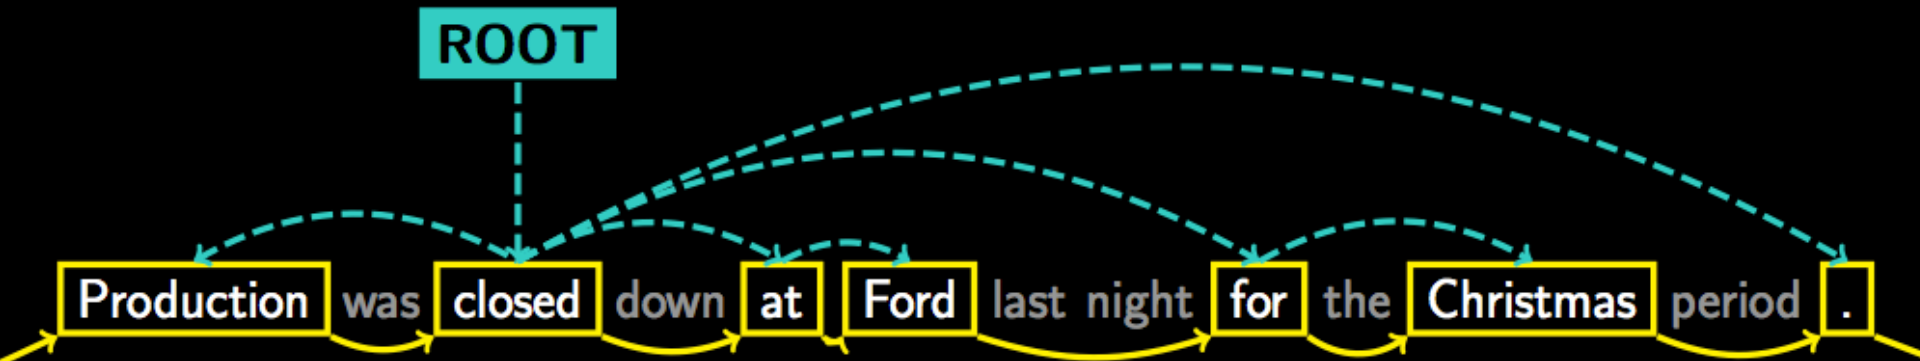 ROOT
Production was closed down at Ford last night for the Christmas period .